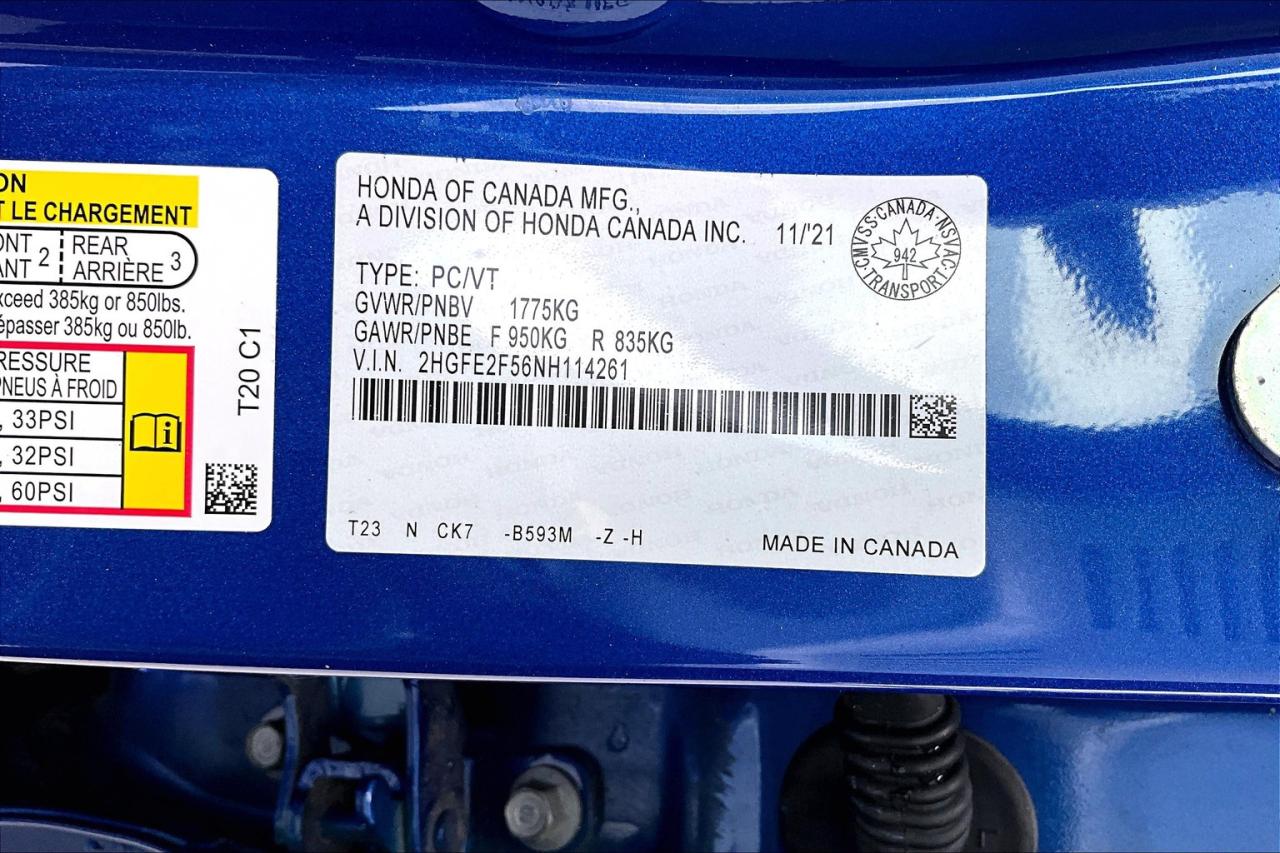 ON
T LE CHARGEMENT
ONT
ANT 2
REAR
ARRIÈRE 3
xceed 385kg or 850lbs.
épasser 385kg ou 850lb.
RESSURE
PNEUS À FROID
, 33PSI
, 32PSI
, 60PSI
i
T20 C1
HONDA OF CANADA MFG.,
A DIVISION OF HONDA CANADA INC. 11/'21
CMVSS·CANADA·NSVAC·TRANSPORT·
942
TYPE: PC/VT
GVWR/PNBV 1775KG
GAWR/PNBE F 950KG R 835KG
V.I.N. 2HGFE2F56NH114261
T23 N CK7 -B593M -Z -H
MADE IN CANADA